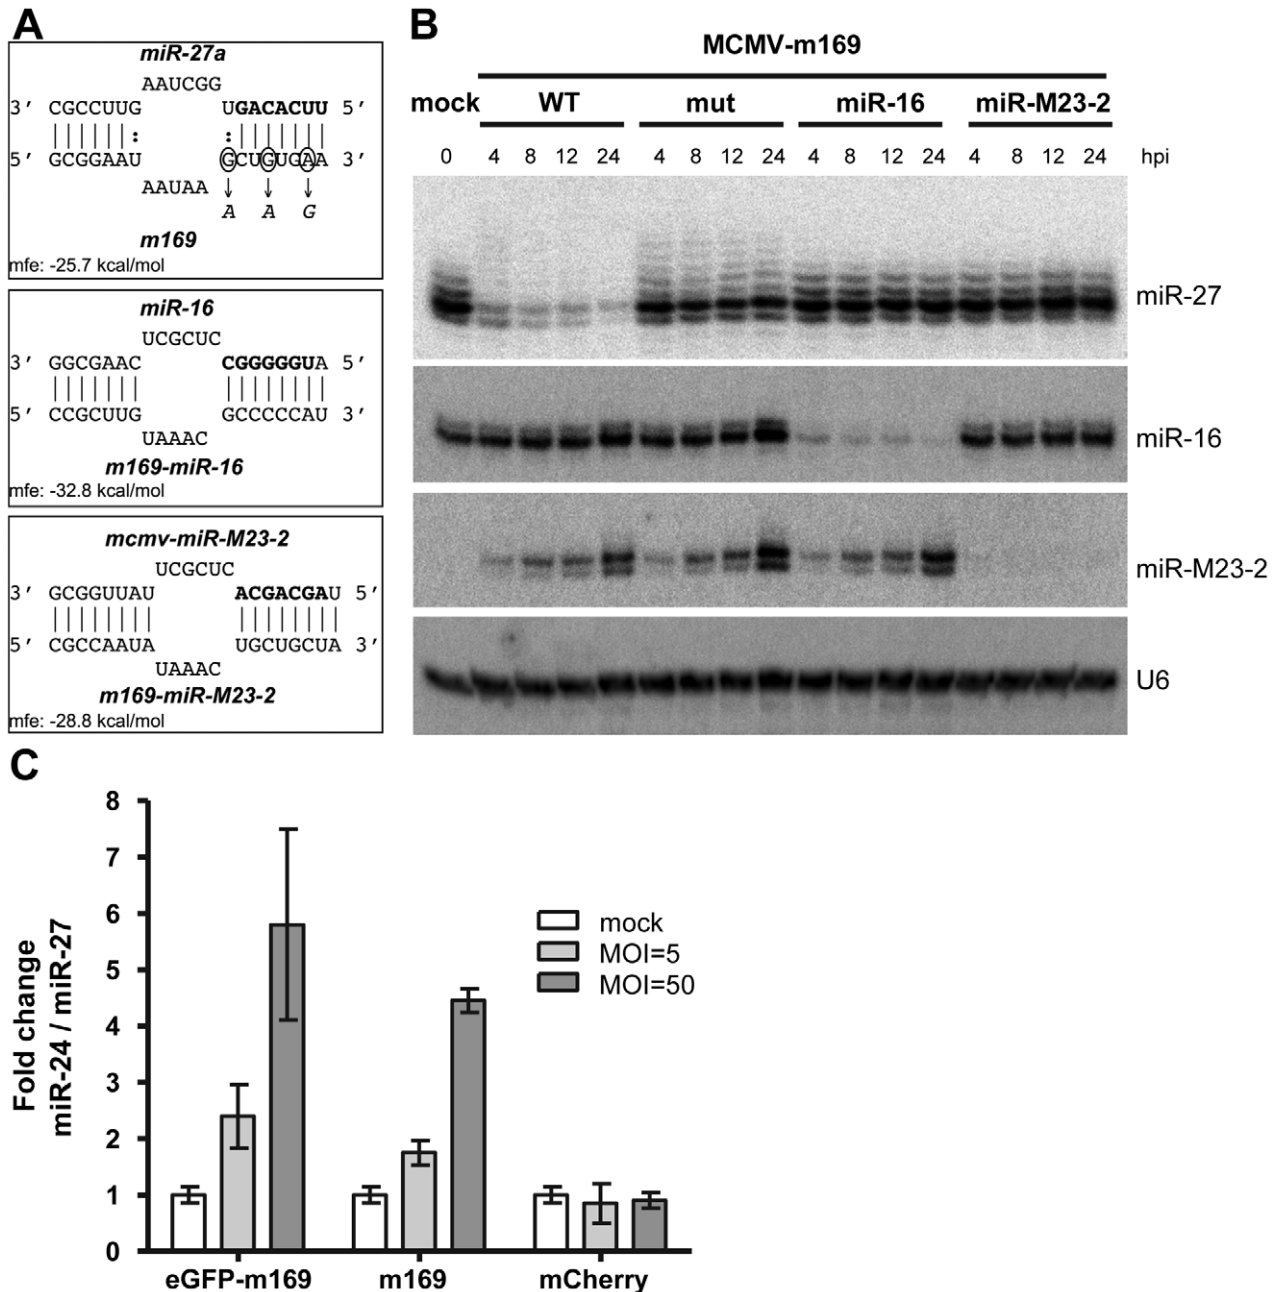 A
miR-27a
AAUCGG
3′ CGCCUUG UGACACUU 5′
5′ GCGGAAU GCUGUGAA 3′
AAUAA
A A G
m169
mfe: -25.7 kcal/mol
miR-16
UCGCUC
3′ GGCGAAC CGGGGGUA 5′
5′ CCGCUUG GCCCCCAU 3′
UAAAC
m169-miR-16
mfe: -32.8 kcal/mol
mcmv-miR-M23-2
UCGCUC
3′ GCGGUUAU ACGACGAU 5′
5′ CGCCAAUA UGCUGCUA 3′
UAAAC
m169-miR-M23-2
mfe: -28.8 kcal/mol
B
MCMV-m169
mock WT mut miR-16 miR-M23-2
0 4 8 12 24 4 8 12 24 4 8 12 24 4 8 12 24 hpi
miR-27
miR-16
miR-M23-2
U6
C
Fold change
miR-24 / miR-27
8
7
6
5
4
3
2
1
0
mock
MOI=5
MOI=50
eGFP-m169 m169 mCherry